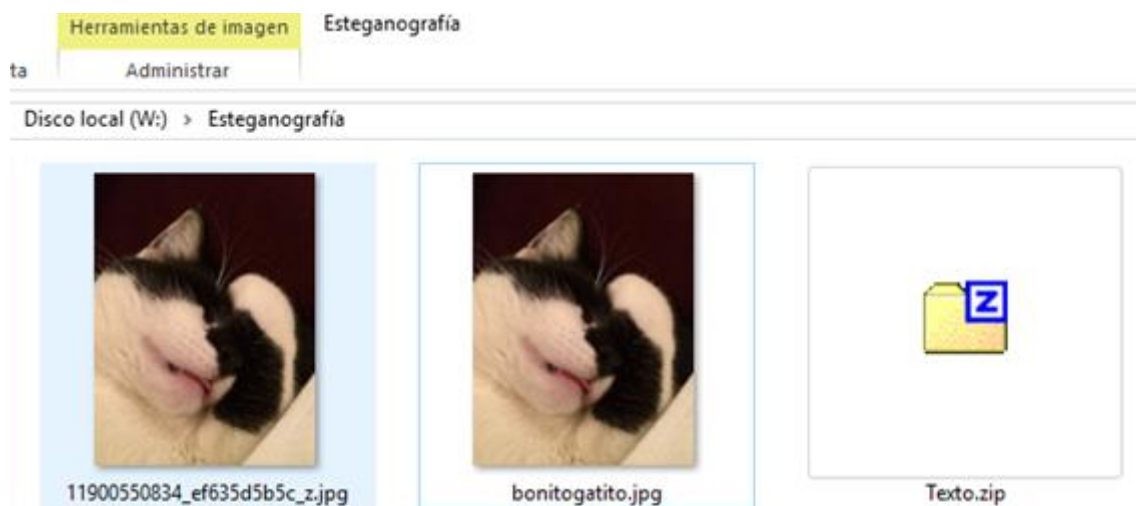 Herramientas de imagen Esteganografía
ta Administrar
Disco local (W:) > Esteganografía
11900550834_ef635d5b5c_z.jpg bonitogatito.jpg Texto.zip